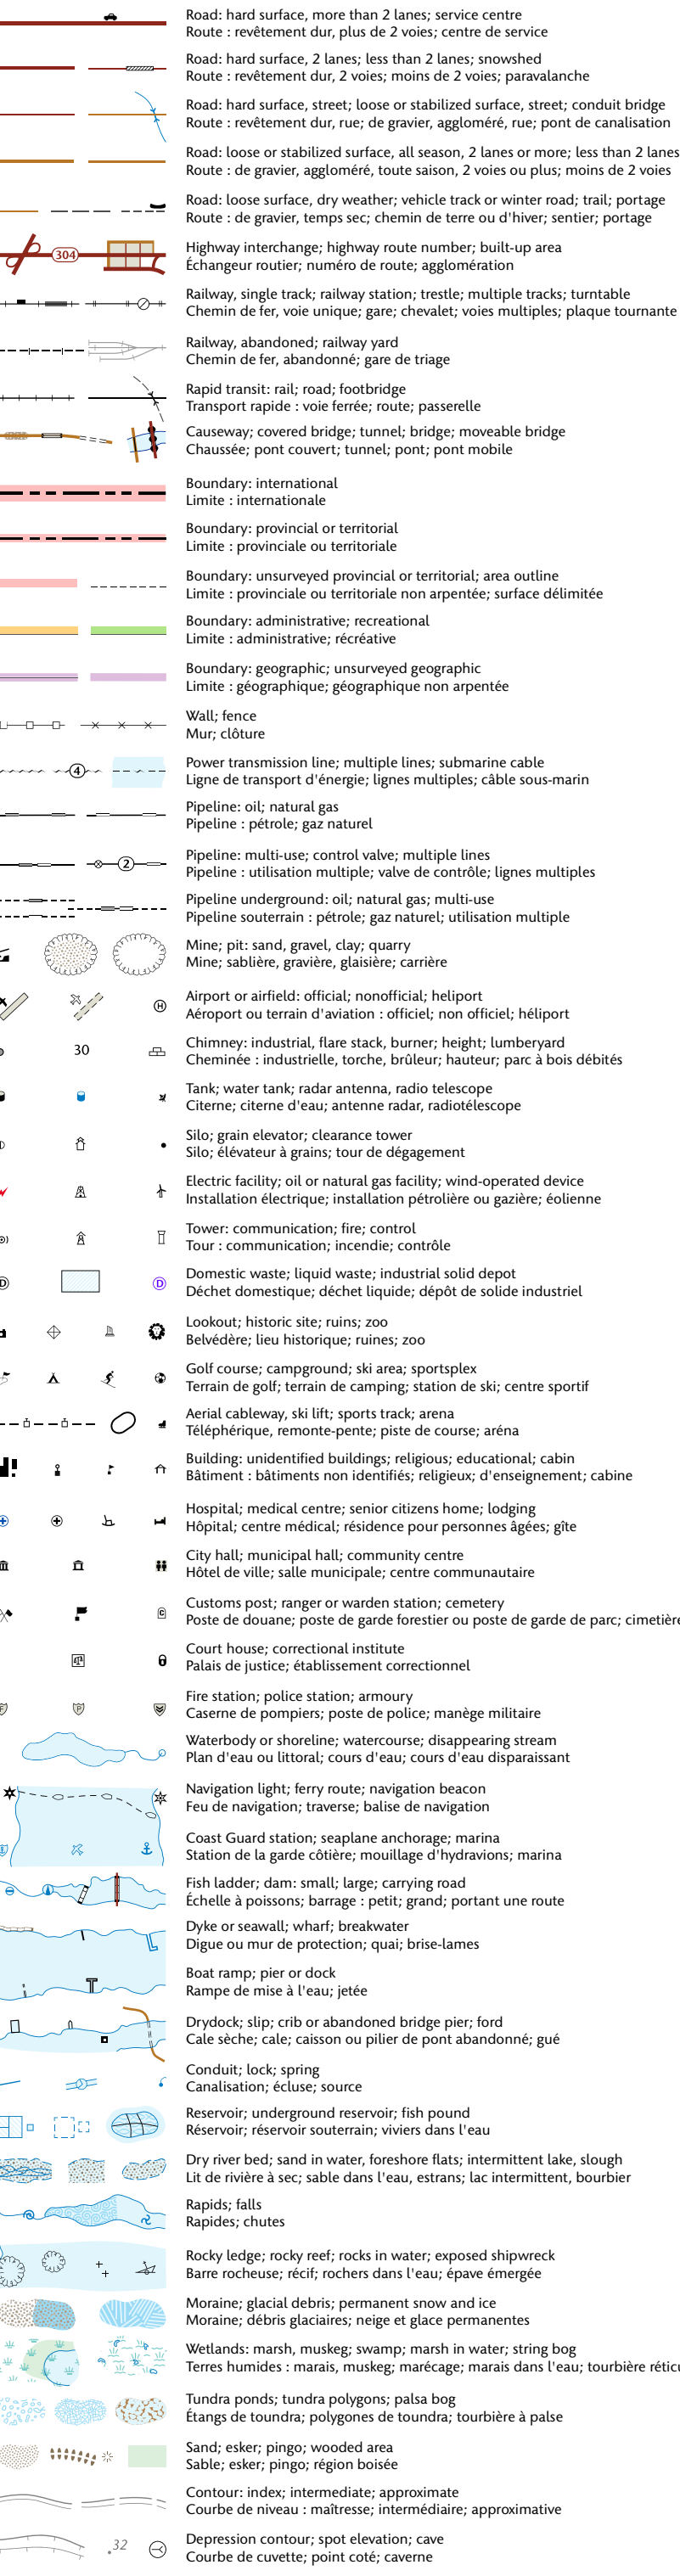 Road: hard surface, more than 2 lanes; service centre
Route : revêtement dur, plus de 2 voies; centre de service
Road: hard surface, 2 lanes; less than 2 lanes; snowshed
Route : revêtement dur, 2 voies; moins de 2 voies; paravalanche
Road: hard surface, street; loose or stabilized surface, street; conduit bridge
Route : revêtement dur, rue; de gravier, aggloméré, rue; pont de canalisation
Road: loose or stabilized surface, all season, 2 lanes or more; less than 2 lanes
Route : de gravier, aggloméré, toute saison, 2 voies ou plus; moins de 2 voies
Road: loose surface, dry weather; vehicle track or winter road; trail; portage
Route : de gravier, temps sec; chemin de terre ou d'hiver; sentier; portage
304
Highway interchange; highway route number; built-up area
Échangeur routier; numéro de route; agglomération
Railway, single track; railway station; trestle; multiple tracks; turntable
Chemin de fer, voie unique; gare; chevalet; voies multiples; plaque tournante
Railway, abandoned; railway yard
Chemin de fer, abandonné; gare de triage
Rapid transit: rail; road; footbridge
Transport rapide : voie ferrée; route; passerelle
Causeway; covered bridge; tunnel; bridge; moveable bridge
Chaussée; pont couvert; tunnel; pont; pont mobile
Boundary: international
Limite : internationale
Boundary: provincial or territorial
Limite : provinciale ou territoriale
Boundary: unsurveyed provincial or territorial; area outline
Limite : provinciale ou territoriale non arpentée; surface délimitée
Boundary: administrative; recreational
Limite : administrative; récréative
Boundary: geographic; unsurveyed geographic
Limite : géographique; géographique non arpentée
Wall; fence
Mur; clôture
4
Power transmission line; multiple lines; submarine cable
Ligne de transport d'énergie; lignes multiples; câble sous-marin
Pipeline: oil; natural gas
Pipeline : pétrole; gaz naturel
2
Pipeline: multi-use; control valve; multiple lines
Pipeline : utilisation multiple; valve de contrôle; lignes multiples
Pipeline underground: oil; natural gas; multi-use
Pipeline souterrain : pétrole; gaz naturel; utilisation multiple
Mine; pit: sand, gravel, clay; quarry
Mine; sablière, gravière, glaisière; carrière
H
Airport or airfield: official; nonofficial; heliport
Aéroport ou terrain d'aviation : officiel; non officiel; héliport
30
Chimney: industrial, flare stack, burner; height; lumberyard
Cheminée : industrielle, torche, brûleur; hauteur; parc à bois débités
Tank; water tank; radar antenna, radio telescope
Citerne; citerne d'eau; antenne radar, radiotélescope
Silo; grain elevator; clearance tower
Silo; élévateur à grains; tour de dégagement
Electric facility; oil or natural gas facility; wind-operated device
Installation électrique; installation pétrolière ou gazière; éolienne
Tower: communication; fire; control
Tour : communication; incendie; contrôle
D D
Domestic waste; liquid waste; industrial solid depot
Déchet domestique; déchet liquide; dépôt de solide industriel
Lookout; historic site; ruins; zoo
Belvédère; lieu historique; ruines; zoo
Golf course; campground; ski area; sportsplex
Terrain de golf; terrain de camping; station de ski; centre sportif
Aerial cableway, ski lift; sports track; arena
Téléphérique, remonte-pente; piste de course; aréna
Building: unidentified buildings; religious; educational; cabin
Bâtiment : bâtiments non identifiés; religieux; d'enseignement; cabine
Hospital; medical centre; senior citizens home; lodging
Hôpital; centre médical; résidence pour personnes âgées; gîte
City hall; municipal hall; community centre
Hôtel de ville; salle municipale; centre communautaire
C
Customs post; ranger or warden station; cemetery
Poste de douane; poste de garde forestier ou poste de garde de parc; cimetière
Court house; correctional institute
Palais de justice; établissement correctionnel
F P
Fire station; police station; armoury
Caserne de pompiers; poste de police; manège militaire
Waterbody or shoreline; watercourse; disappearing stream
Plan d'eau ou littoral; cours d'eau; cours d'eau disparaissant
Navigation light; ferry route; navigation beacon
Feu de navigation; traverse; balise de navigation
Coast Guard station; seaplane anchorage; marina
Station de la garde côtière; mouillage d'hydravions; marina
Fish ladder; dam: small; large; carrying road
Échelle à poissons; barrage : petit; grand; portant une route
Dyke or seawall; wharf; breakwater
Digue ou mur de protection; quai; brise-lames
Boat ramp; pier or dock
Rampe de mise à l'eau; jetée
Drydock; slip; crib or abandoned bridge pier; ford
Cale sèche; cale; caisson ou pilier de pont abandonné; gué
Conduit; lock; spring
Canalisation; écluse; source
Reservoir; underground reservoir; fish pound
Réservoir; réservoir souterrain; viviers dans l'eau
Dry river bed; sand in water, foreshore flats; intermittent lake, slough
Lit de rivière à sec; sable dans l'eau, estrans; lac intermittent, bourbier
Rapids; falls
Rapides; chutes
Rocky ledge; rocky reef; rocks in water; exposed shipwreck
Barre rocheuse; récif; rochers dans l'eau; épave émergée
Moraine; glacial debris; permanent snow and ice
Moraine; débris glaciaires; neige et glace permanentes
Wetlands: marsh, muskeg; swamp; marsh in water; string bog
Terres humides : marais, muskeg; marécage; marais dans l'eau; tourbière
Tundra ponds; tundra polygons; palsa bog
Étangs de toundra; polygones de toundra; tourbière à palse
Sand; esker; pingo; wooded area
Sable; esker; pingo; région boisée
Contour: index; intermediate; approximate
Courbe de niveau : maîtresse; intermédiaire; approximative
.32
Depression contour; spot elevation; cave
Courbe de cuvette; point coté; caverne